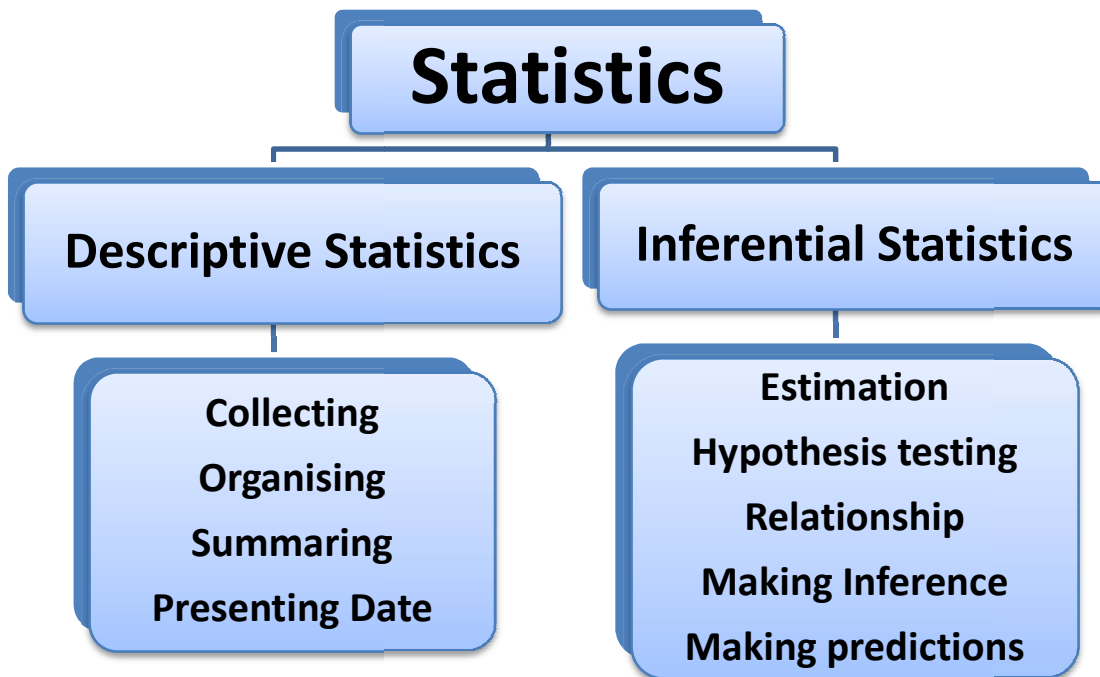 Statistics
Descriptive Statistics
Collecting
Organising
Summaring
Presenting Date
Inferential Statistics
Estimation
Hypothesis testing
Relationship
Making Inference
Making predictions